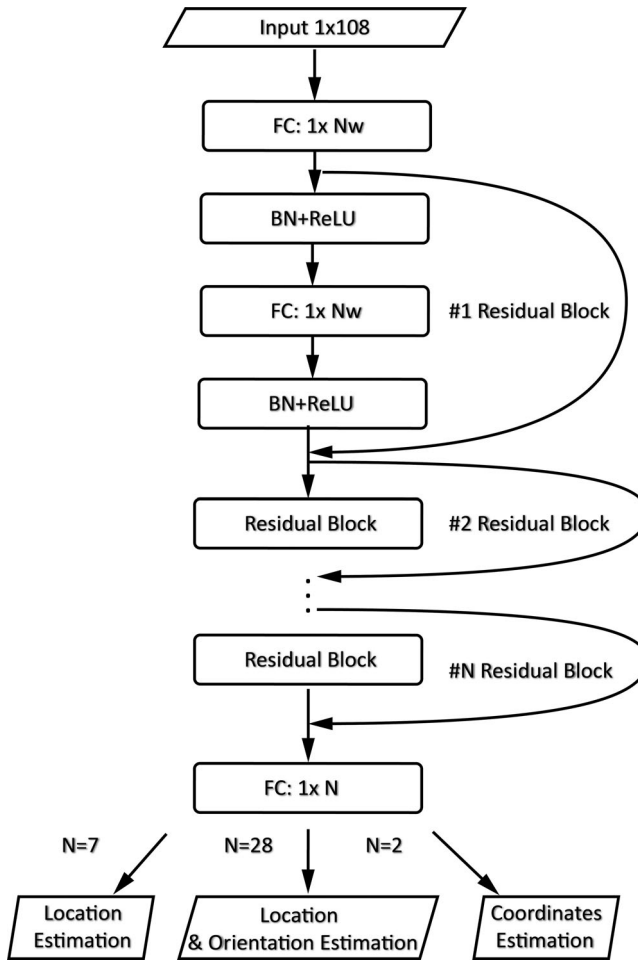 Input 1x108
FC: 1x Nw
BN+ReLU
FC: 1x Nw
#1 Residual Block
BN+ReLU
Residual Block
#2 Residual Block
Residual Block
#N Residual Block
FC: 1x N
N=7
N=28
N=2
Location
Estimation
Location
& Orientation Estimation
Coordinates
Estimation